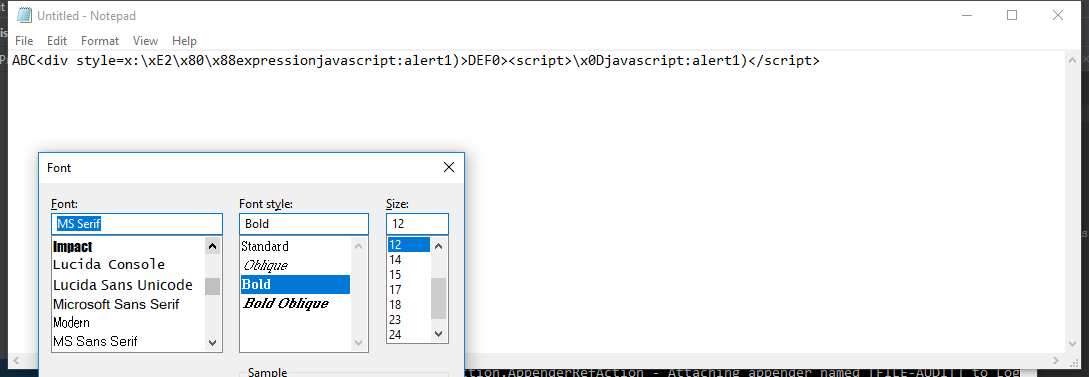 Untitled - Notepad
File Edit Format View Help
ABC<div style=x:\xE2\x80\x88expressionjavascript:alert1)>DEF0><script>\x0Djavascript:alert1)</script>
Font
Font: Font style: Size:
MS Serif Bold 12
Impact Standard 12
Lucida Console Oblique 14
Lucida Sans Unicode Bold 15
Microsoft Sans Serif Bold Oblique 17
Modern 18
MS Sans Serif 23
24
Sample
tion.AppenderRefAction - Attaching appender named [FILE-AUDIT] to Log